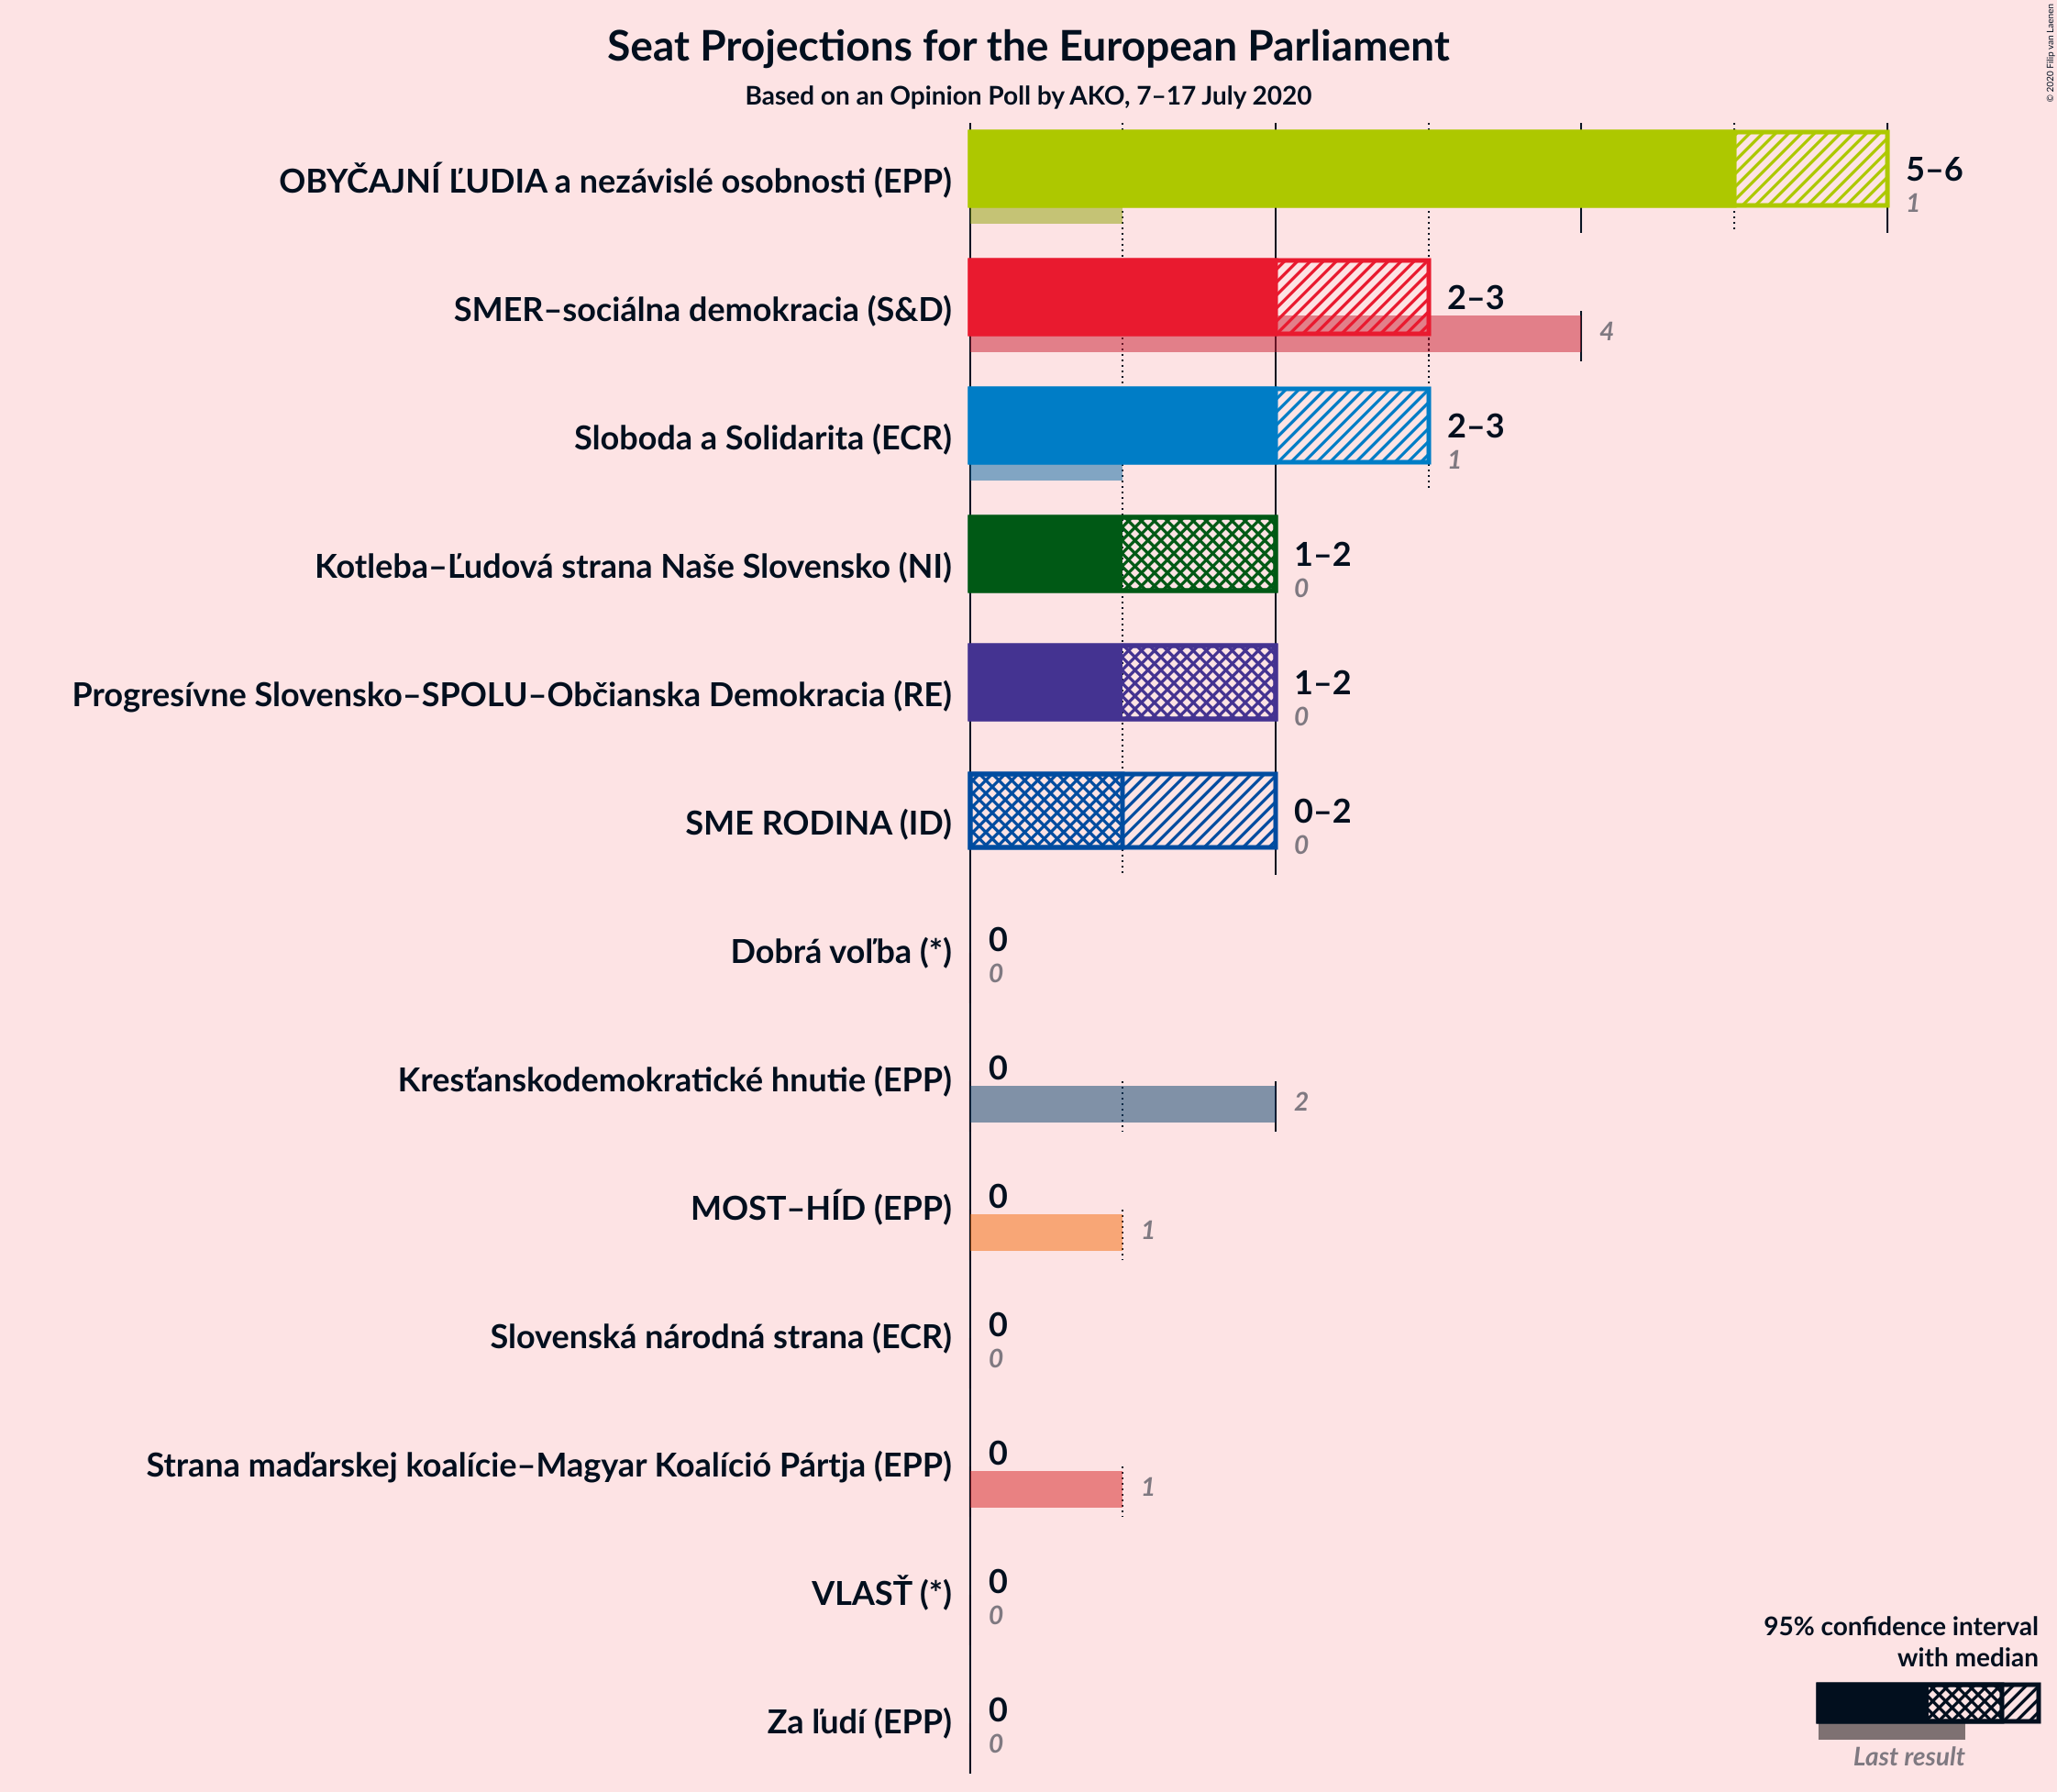 Seat Projections for the European Parliament
Based on an Opinion Poll by AKO, 7–17 July 2020
© 2020 Filip van Laenen
OBYČAJNÍ ĽUDIA a nezávislé osobnosti (EPP)
5–6
1
SMER–sociálna demokracia (S&D)
2–3
4
Sloboda a Solidarita (ECR)
2–3
1
Kotleba–Ľudová strana Naše Slovensko (NI)
1–2
0
Progresívne Slovensko–SPOLU–Občianska Demokracia (RE)
1–2
0
SME RODINA (ID)
0–2
0
Dobrá voľba (*)
0
0
Kresťanskodemokratické hnutie (EPP)
0
2
MOST–HÍD (EPP)
0
1
Slovenská národná strana (ECR)
0
0
Strana maďarskej koalície–Magyar Koalíció Pártja (EPP)
0
1
VLASŤ (*)
0
0
Za ľudí (EPP)
0
0
95% confidence interval
with median
Last result